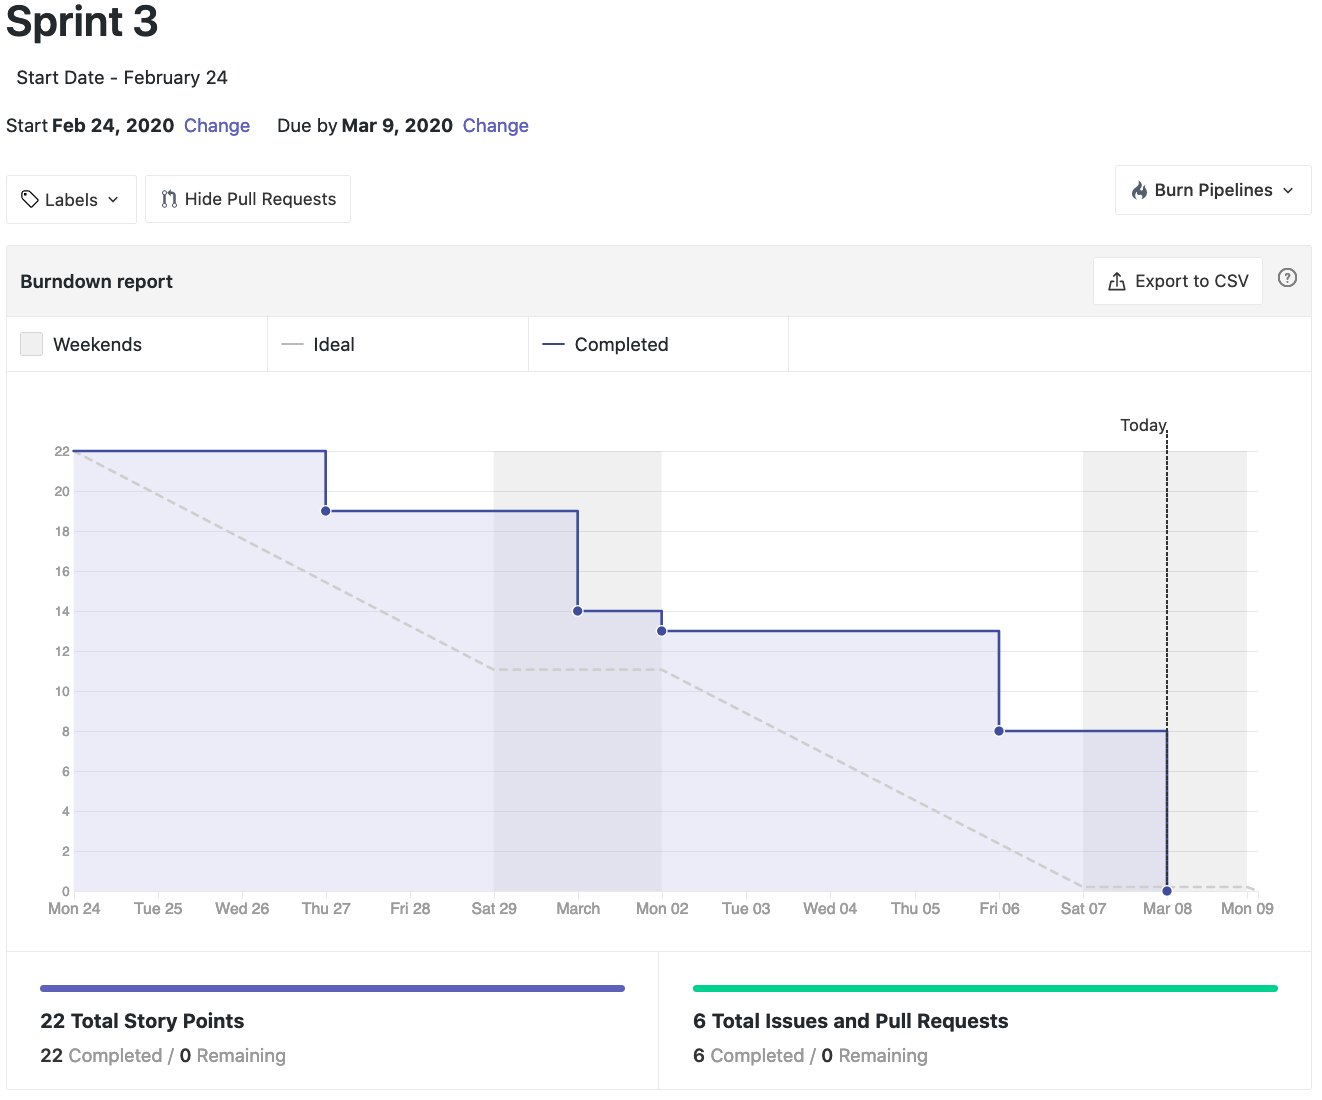 Sprint 3
Start Date - February 24
Start Feb 24, 2020 Change Due by Mar 9, 2020 Change
Labels Hide Pull Requests Burn Pipelines
Burndown report Export to CSV ?
Weekends Ideal Completed
Today
22
20
18
16
14
12
10
8
6
4
2
0
Mon 24 Tue 25 Wed 26 Thu 27 Fri 28 Sat 29 March Mon 02 Tue 03 Wed 04 Thu 05 Fri 06 Sat 07 Mar 08 Mon 09
22 Total Story Points
22 Completed / 0 Remaining
6 Total Issues and Pull Requests
6 Completed / 0 Remaining